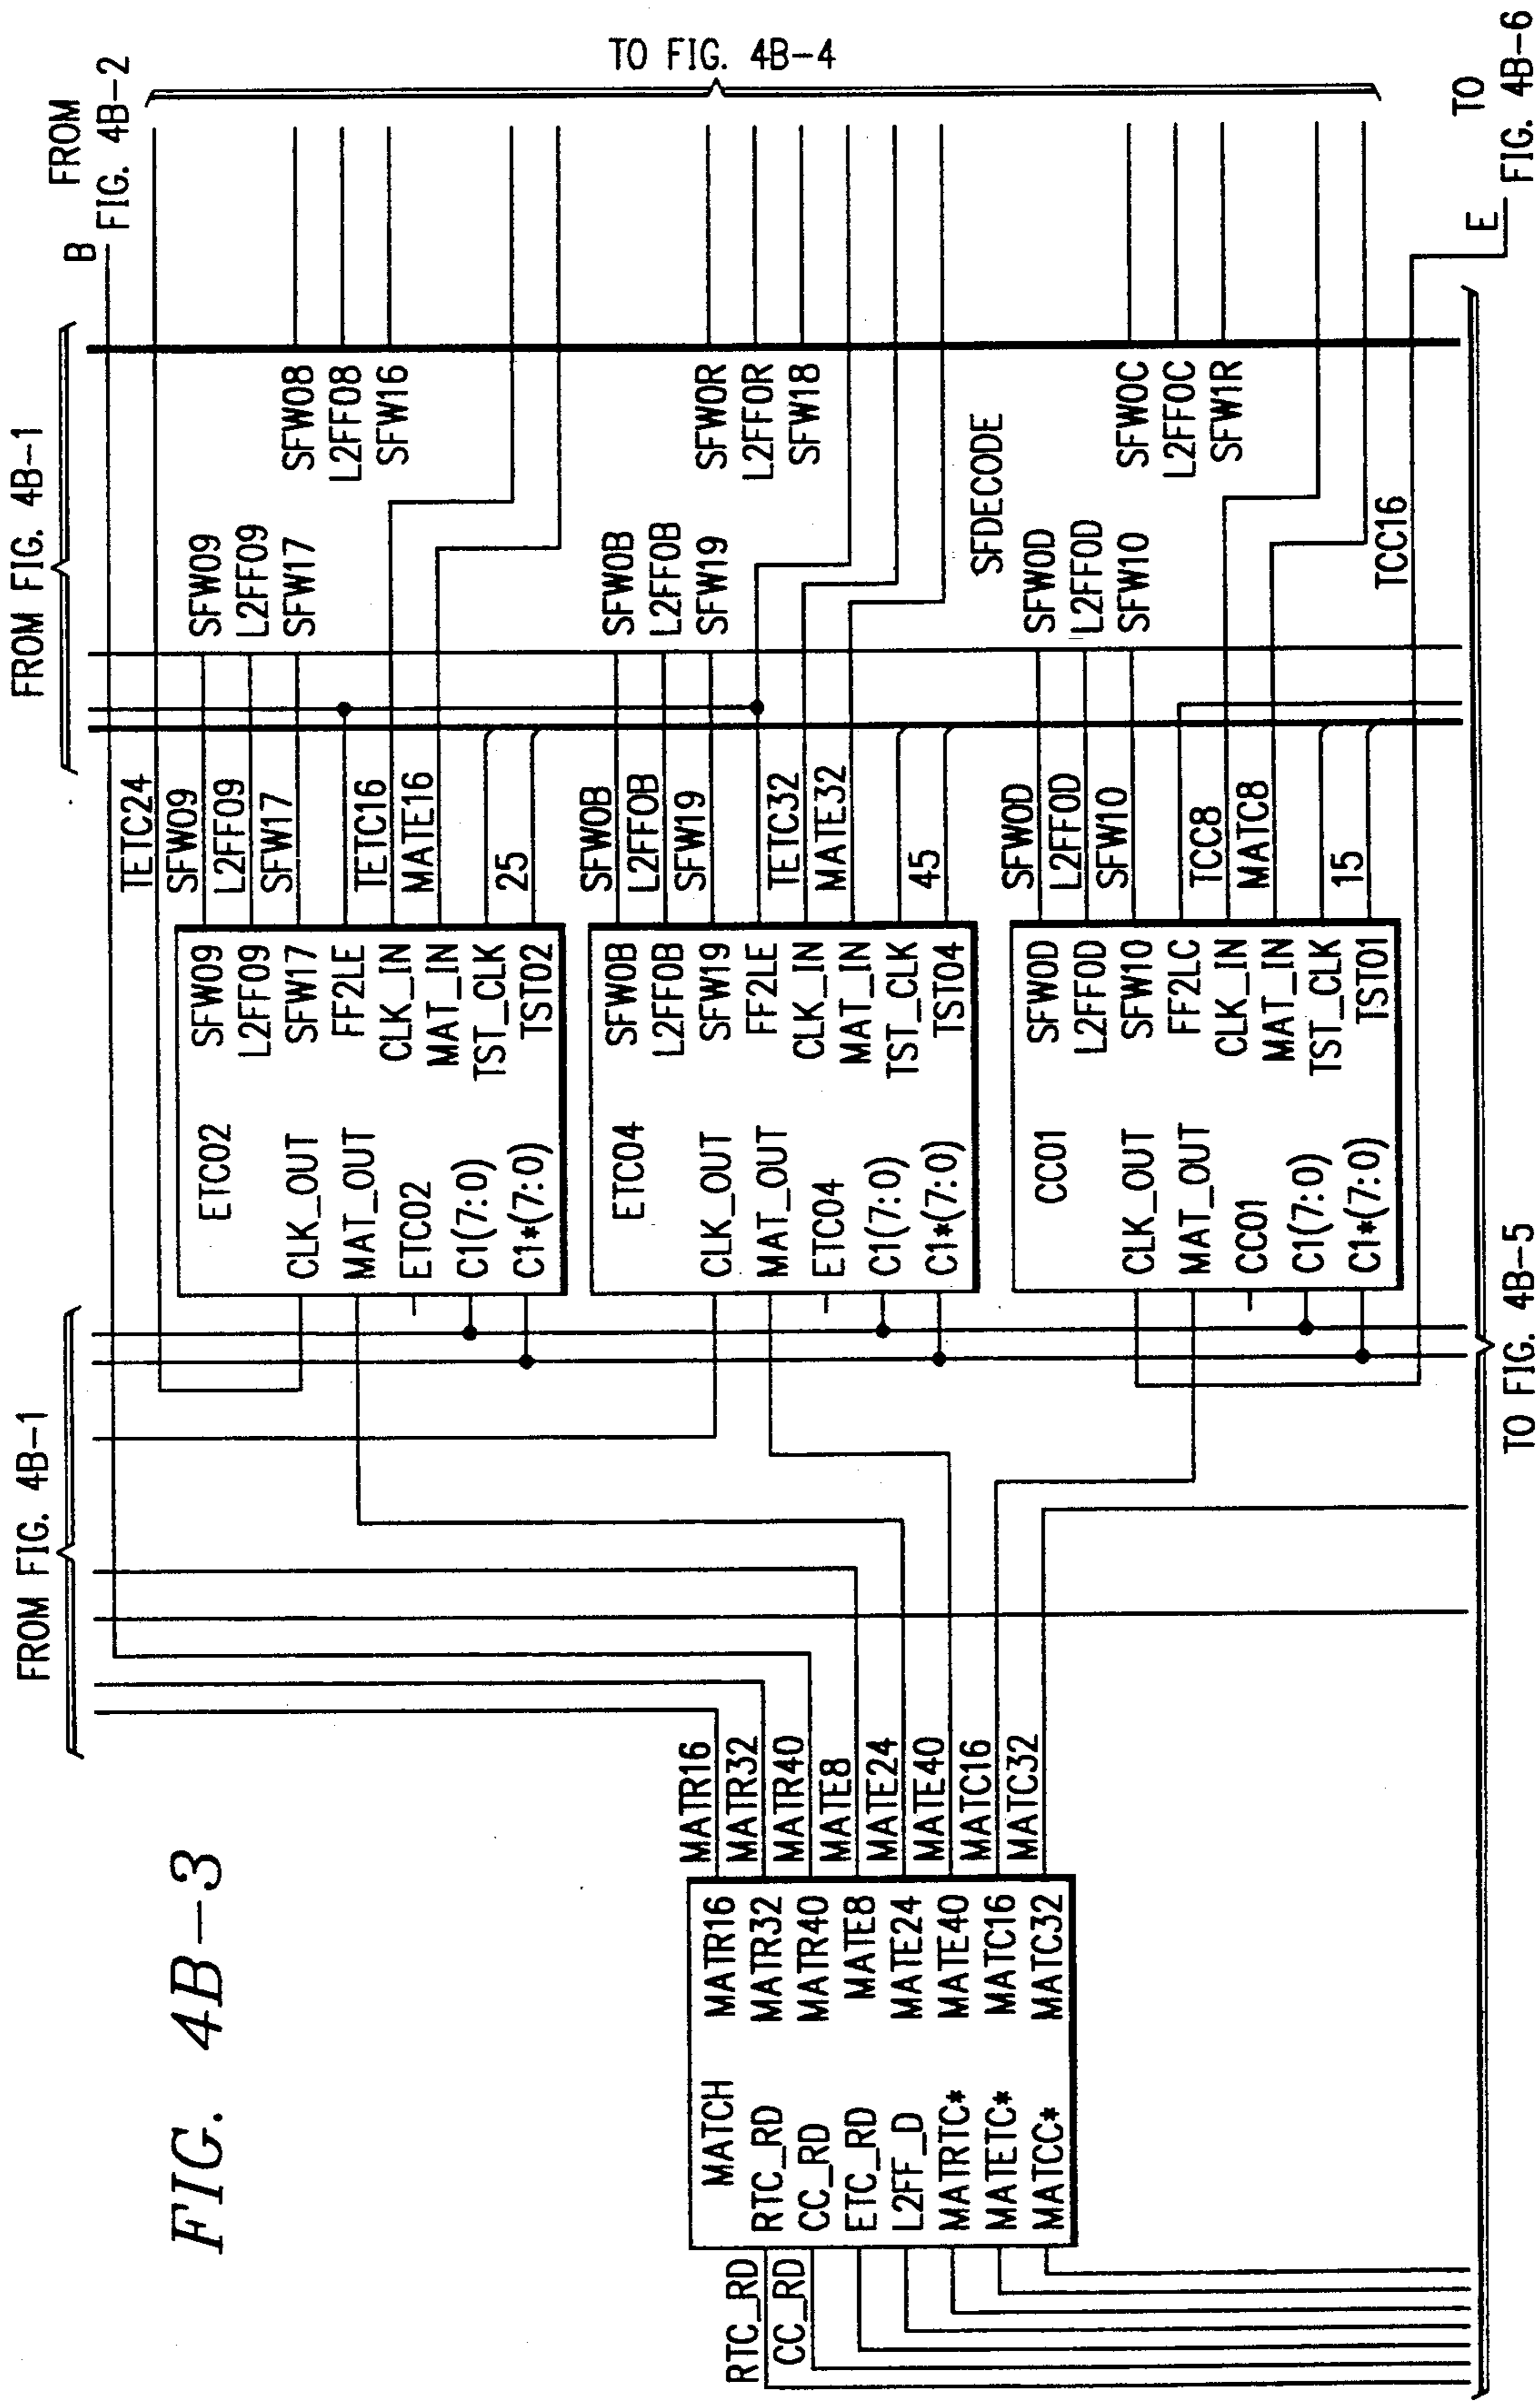 FIG. 4B-3
FROM FIG. 4B-1
FROM FIG. 4B-1
FROM
FIG. 4B-2
B
TO FIG. 4B-4
TO FIG. 4B-5
E
TO
FIG. 4B-6
RTC_RD
CC_RD
MATCH
RTC_RD
CC_RD
ETC_RD
L2FF_D
MATRTC*
MATETC*
MATCC*
MATR16
MATR32
MATR40
MATE8
MATE24
MATE40
MATC16
MATC32
MATR16
MATR32
MATR40
MATE8
MATE24
MATE40
MATC16
MATC32
ETC02
CLK_OUT
MAT_OUT
ETC02
C1(7:0)
C1*(7:0)
SFW09
L2FF09
SFW17
FF2LE
CLK_IN
MAT_IN
TST_CLK
TST02
TETC24
SFW09
L2FF09
SFW17
TETC16
MATE16
25
SFW09
L2FF09
SFW17
SFW08
L2FF08
SFW16
ETC04
CLK_OUT
MAT_OUT
ETC04
C1(7:0)
C1*(7:0)
SFW0B
L2FF0B
SFW19
FF2LE
CLK_IN
MAT_IN
TST_CLK
TST04
SFW0B
L2FF0B
SFW19
TETC32
MATE32
45
SFW0B
L2FF0B
SFW19
SFW0R
L2FF0R
SFW18
SFDECODE
CC01
CLK_OUT
MAT_OUT
CC01
C1(7:0)
C1*(7:0)
SFW0D
L2FF0D
SFW10
FF2LC
CLK_IN
MAT_IN
TST_CLK
TST01
SFW0D
L2FF0D
SFW10
TCC8
MATC8
15
SFW0D
L2FF0D
SFW10
SFW0C
L2FF0C
SFW1R
TCC16